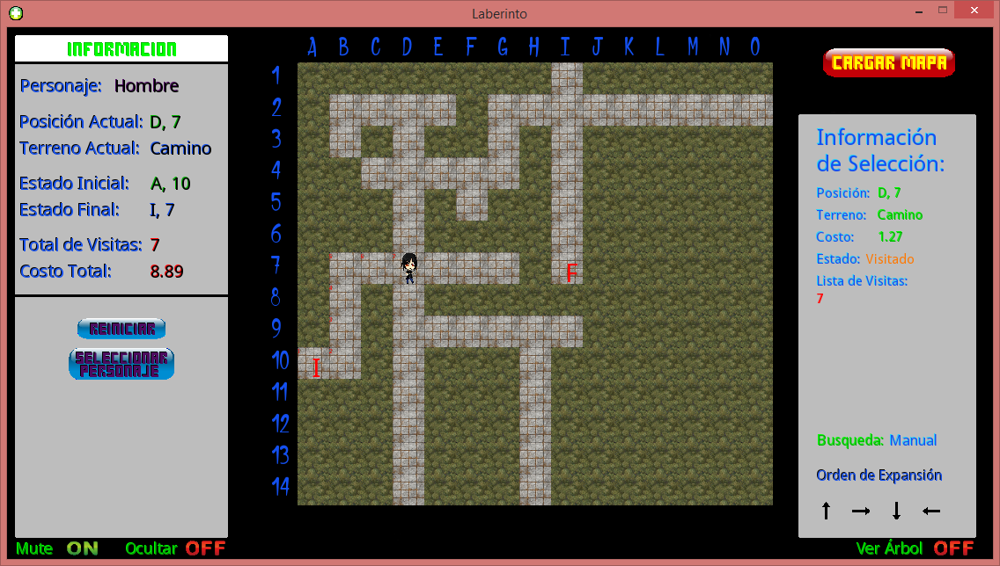 Laberinto
INFORMACION
Personaje: Hombre
Posición Actual: D, 7
Terreno Actual: Camino
Estado Inicial: A, 10
Estado Final: I, 7
Total de Visitas: 7
Costo Total: 8.89
REINICIAR
SELECCIONAR
PERSONAJE
Mute ON Ocultar OFF
A B C D E F G H I J K L M N O
1
2
3
4
5
6
7
8
9
10
11
12
13
14
F
I
CARGAR MAPA
Información
de Selección:
Posición: D, 7
Terreno: Camino
Costo: 1.27
Estado: Visitado
Lista de Visitas:
7
Busqueda: Manual
Orden de Expansión
↑ → ↓ ←
Ver Árbol OFF